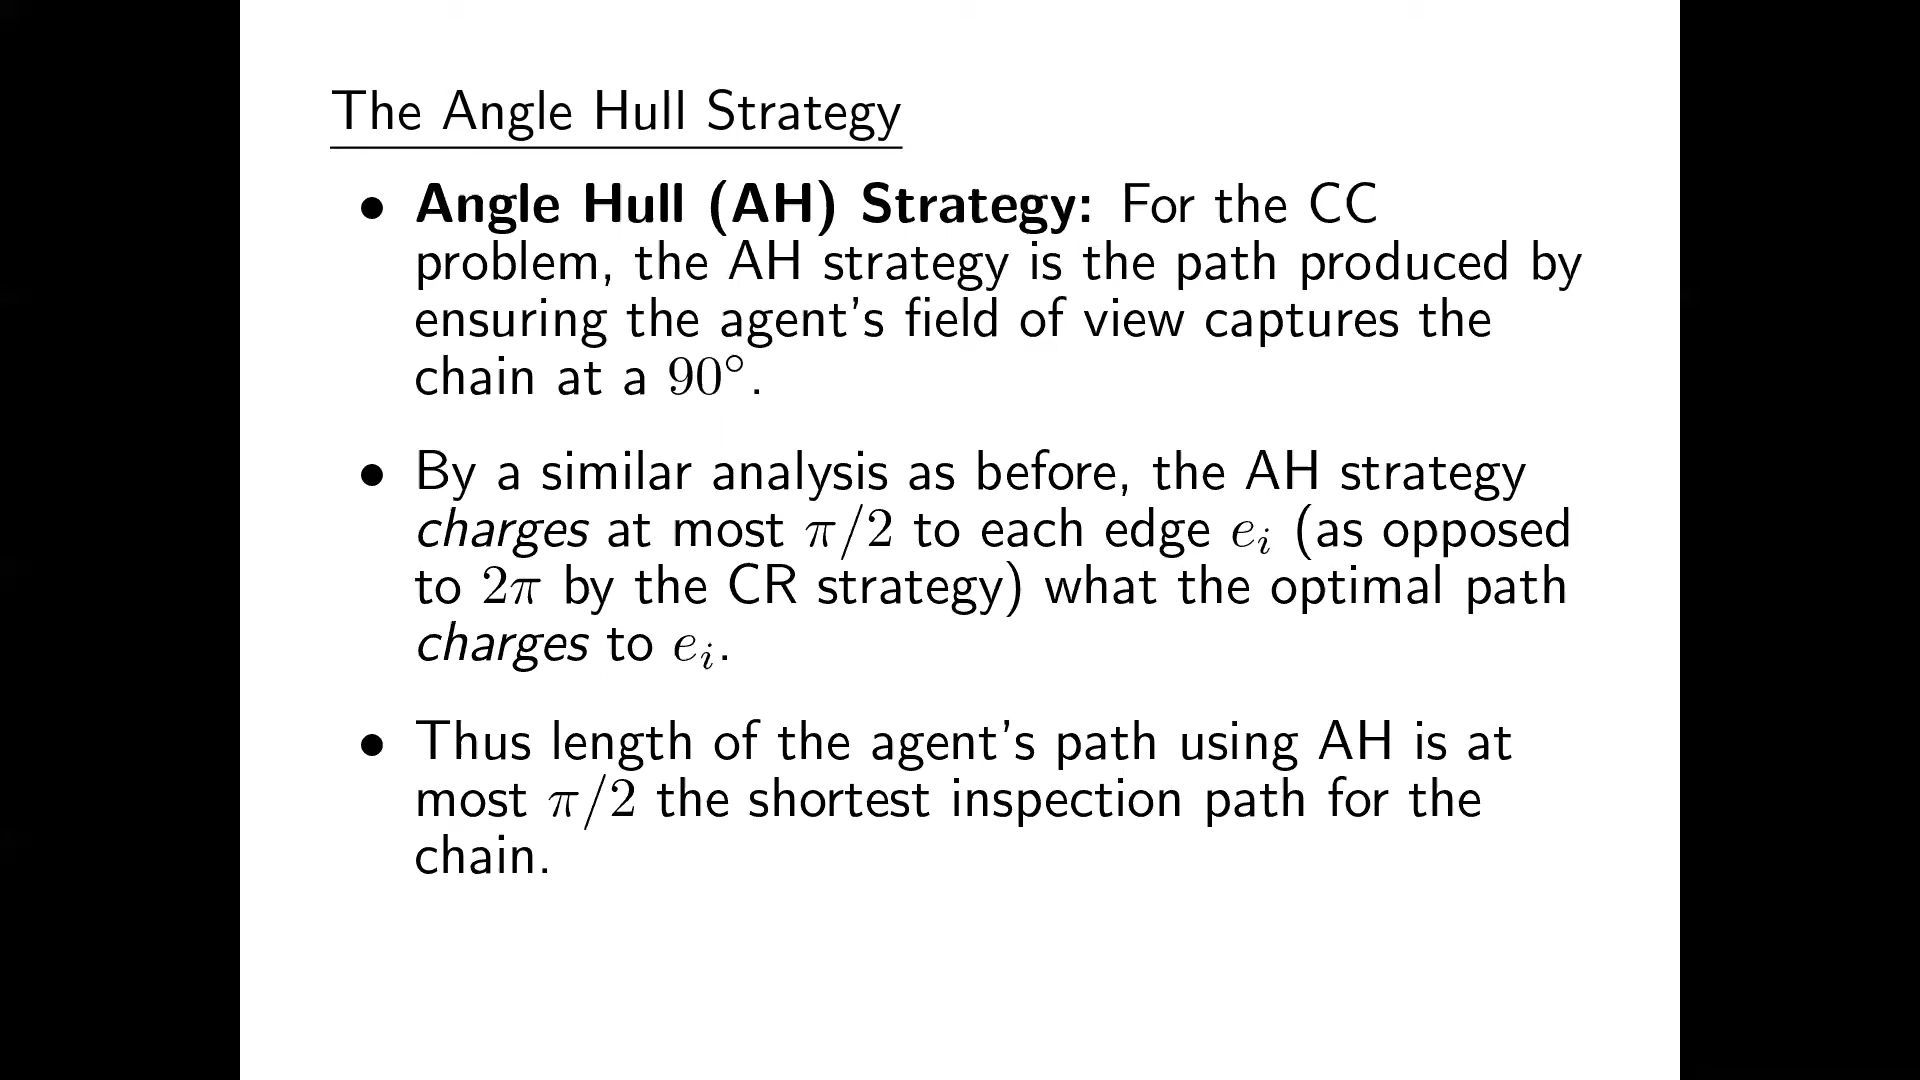 The Angle Hull Strategy
• Angle Hull (AH) Strategy: For the CC
problem, the AH strategy is the path produced by
ensuring the agent's field of view captures the
chain at a 90°.
• By a similar analysis as before, the AH strategy
charges at most π/2 to each edge eᵢ (as opposed
to 2π by the CR strategy) what the optimal path
charges to eᵢ.
• Thus length of the agent's path using AH is at
most π/2 the shortest inspection path for the
chain.